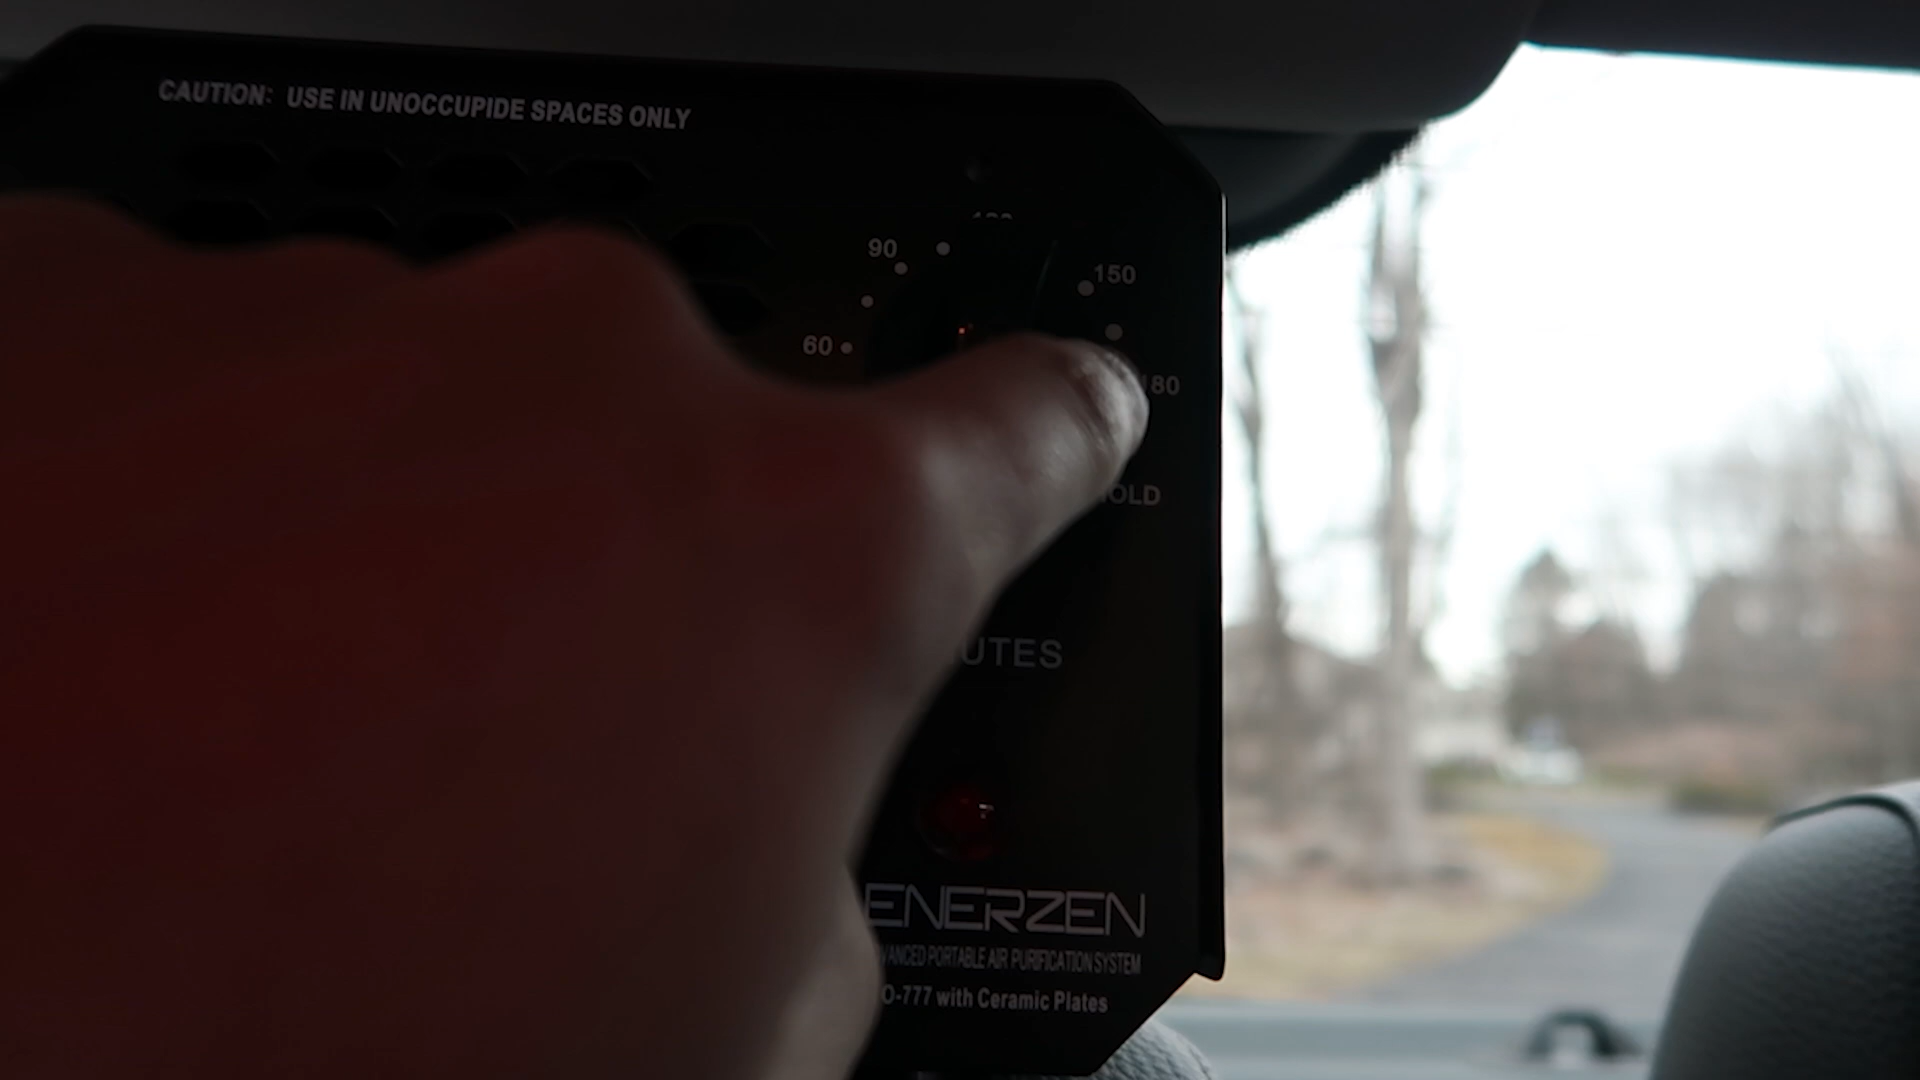 CAUTION: USE IN UNOCCUPIDE SPACES ONLY
90
150
60
180
OLD
UTES
ENERZEN
VANCED PORTABLE AIR PURIFICATION SYSTEM
O-777 with Ceramic Plates